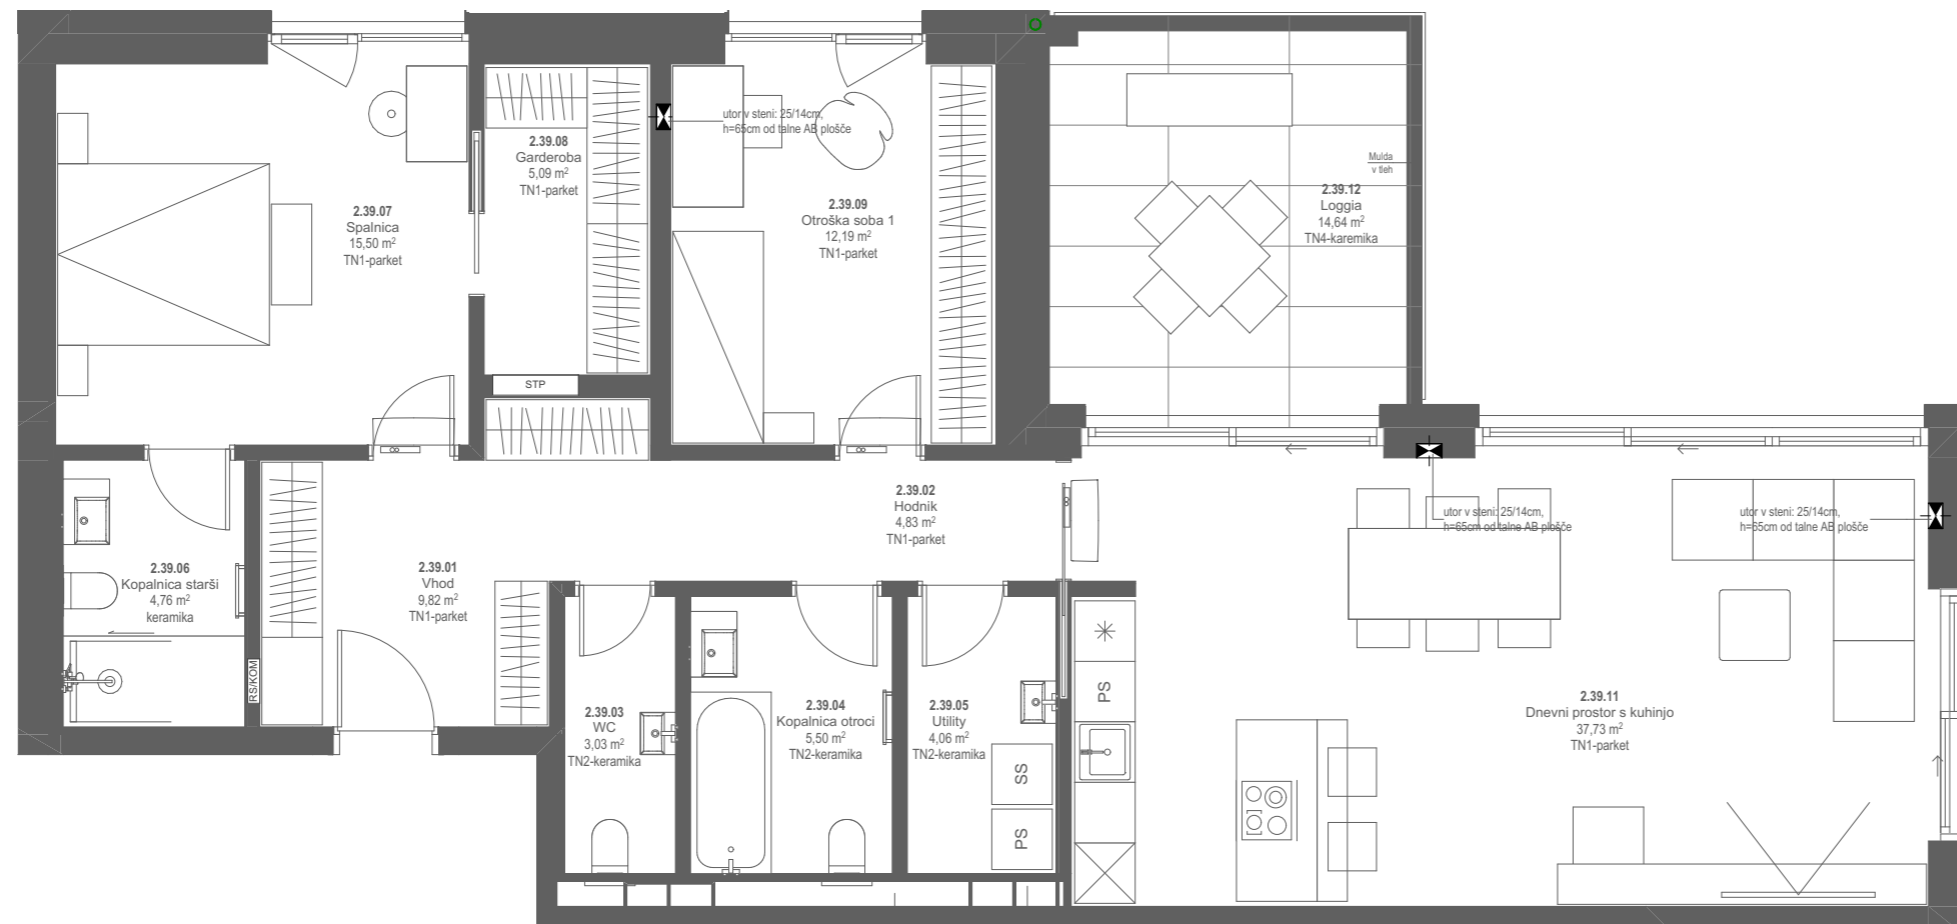 2.39.07
Spalnica
15,50 m²
TN1-parket
2.39.08
Garderoba
5,09 m²
TN1-parket
STP
utor v steni: 25/14cm,
h=65cm od talne AB plošče
2.39.09
Otroška soba 1
12,19 m²
TN1-parket
Mulda
v tleh
2.39.12
Loggia
14,64 m²
TN4-karemika
2.39.06
Kopalnica starši
4,76 m²
keramika
RS/KOM
2.39.01
Vhod
9,82 m²
TN1-parket
2.39.02
Hodnik
4,83 m²
TN1-parket
2.39.03
WC
3,03 m²
TN2-keramika
2.39.04
Kopalnica otroci
5,50 m²
TN2-keramika
2.39.05
Utility
4,06 m²
TN2-keramika
SS
PS
PS
utor v steni: 25/14cm,
h=65cm od talne AB plošče
utor v steni: 25/14cm,
h=65cm od talne AB plošče
2.39.11
Dnevni prostor s kuhinjo
37,73 m²
TN1-parket